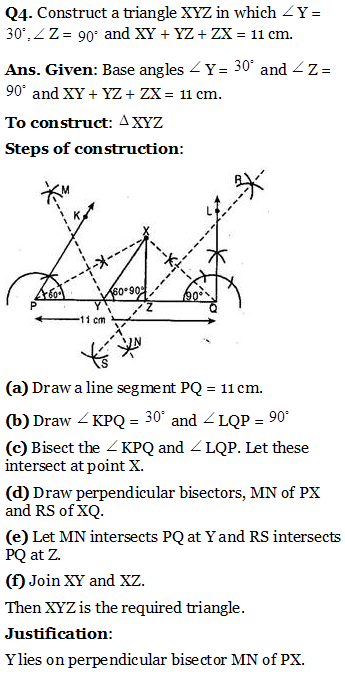 Q4. Construct a triangle XYZ in which ∠Y =
30°, ∠Z = 90° and XY + YZ + ZX = 11 cm.
Ans. Given: Base angles ∠Y = 30° and ∠Z =
90° and XY + YZ + ZX = 11 cm.
To construct: Δ XYZ
Steps of construction:
M
R
K
L
X
60°
60°
90°
90°
P
Y
Z
Q
11 cm
S
N
(a) Draw a line segment PQ = 11 cm.
(b) Draw ∠KPQ = 30° and ∠LQP = 90°
(c) Bisect the ∠KPQ and ∠LQP. Let these
intersect at point X.
(d) Draw perpendicular bisectors, MN of PX
and RS of XQ.
(e) Let MN intersects PQ at Y and RS intersects
PQ at Z.
(f) Join XY and XZ.
Then XYZ is the required triangle.
Justification:
Y lies on perpendicular bisector MN of PX.